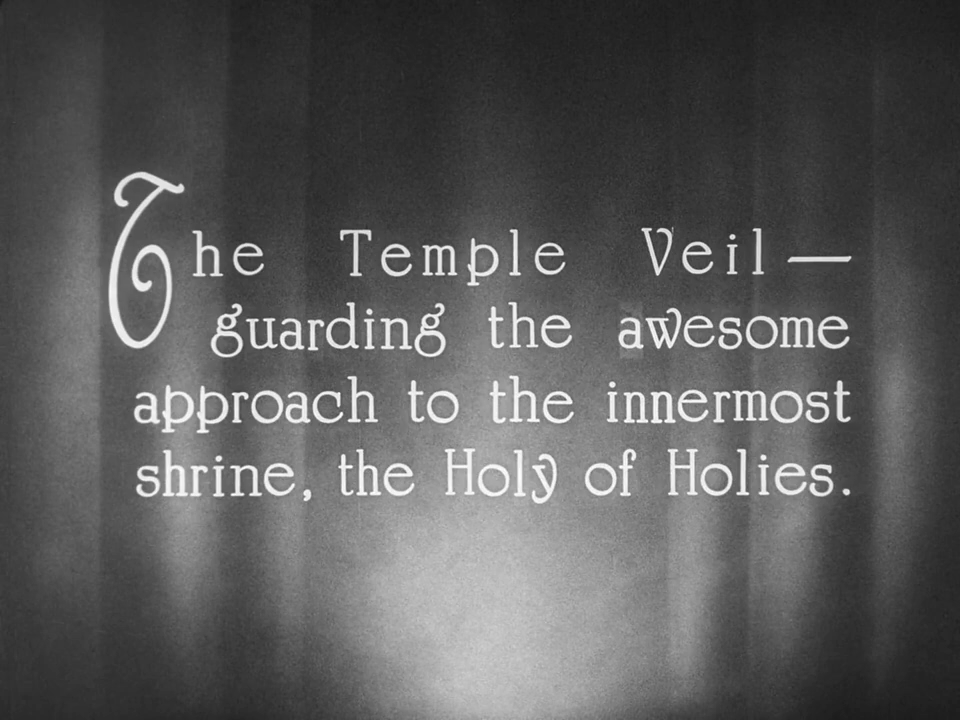 The Temple Veil —
guarding the awesome
approach to the innermost
shrine, the Holy of Holies.